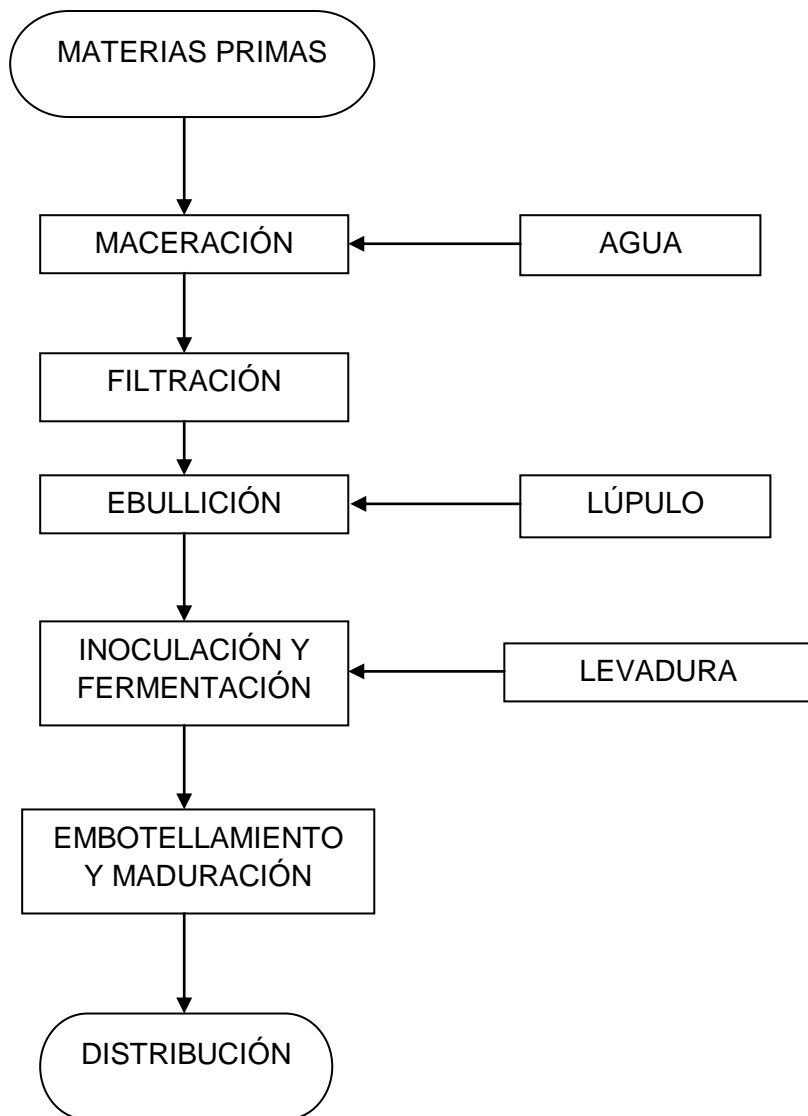 MATERIAS PRIMAS
MACERACIÓN
AGUA
FILTRACIÓN
EBULLICIÓN
LÚPULO
INOCULACIÓN Y
FERMENTACIÓN
LEVADURA
EMBOTELLAMIENTO
Y MADURACIÓN
DISTRIBUCIÓN